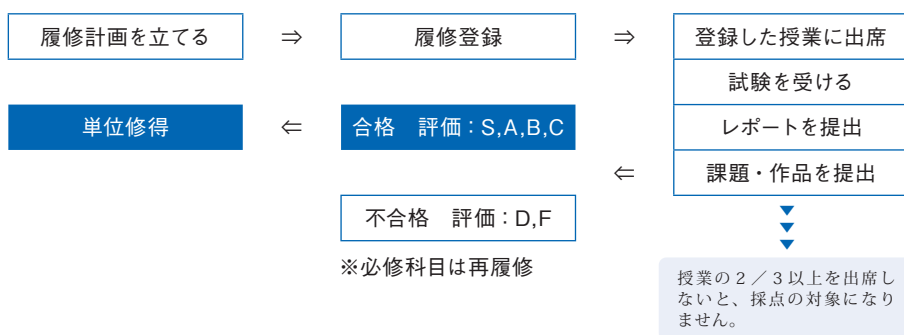 履修計画を立てる ⇒ 履修登録 ⇒ 登録した授業に出席
試験を受ける
レポートを提出
課題・作品を提出
⇐
合格　評価：S,A,B,C
⇐
単位修得
不合格　評価：D,F
※必修科目は再履修
授業の２／３以上を出席し
ないと、採点の対象になり
ません。